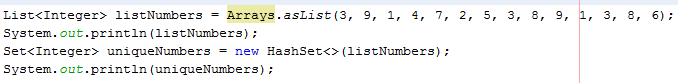 List<Integer> listNumbers = Arrays.asList(3, 9, 1, 4, 7, 2, 5, 3, 8, 9, 1, 3, 8, 6);
System.out.println(listNumbers);
Set<Integer> uniqueNumbers = new HashSet<>(listNumbers);
System.out.println(uniqueNumbers);